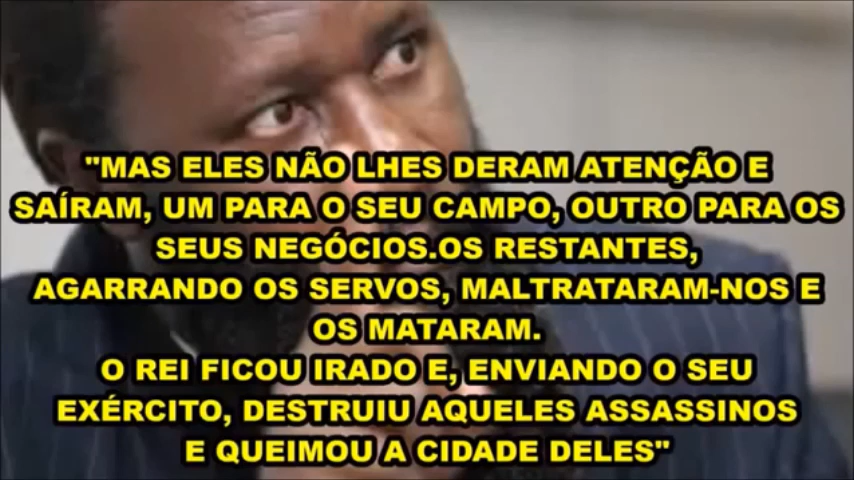 "MAS ELES NÃO LHES DERAM ATENÇÃO E
SAÍRAM, UM PARA O SEU CAMPO, OUTRO PARA OS
SEUS NEGÓCIOS.OS RESTANTES,
AGARRANDO OS SERVOS, MALTRATARAM-NOS E
OS MATARAM.
O REI FICOU IRADO E, ENVIANDO O SEU
EXÉRCITO, DESTRUIU AQUELES ASSASSINOS
E QUEIMOU A CIDADE DELES"